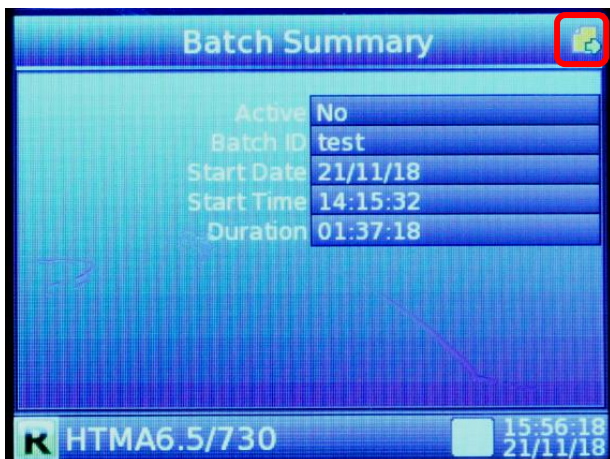 Batch Summary
Active No
Batch ID test
Start Date 21/11/18
Start Time 14:15:32
Duration 01:37:18
K HTMA6.5/730 15:56:18
21/11/18